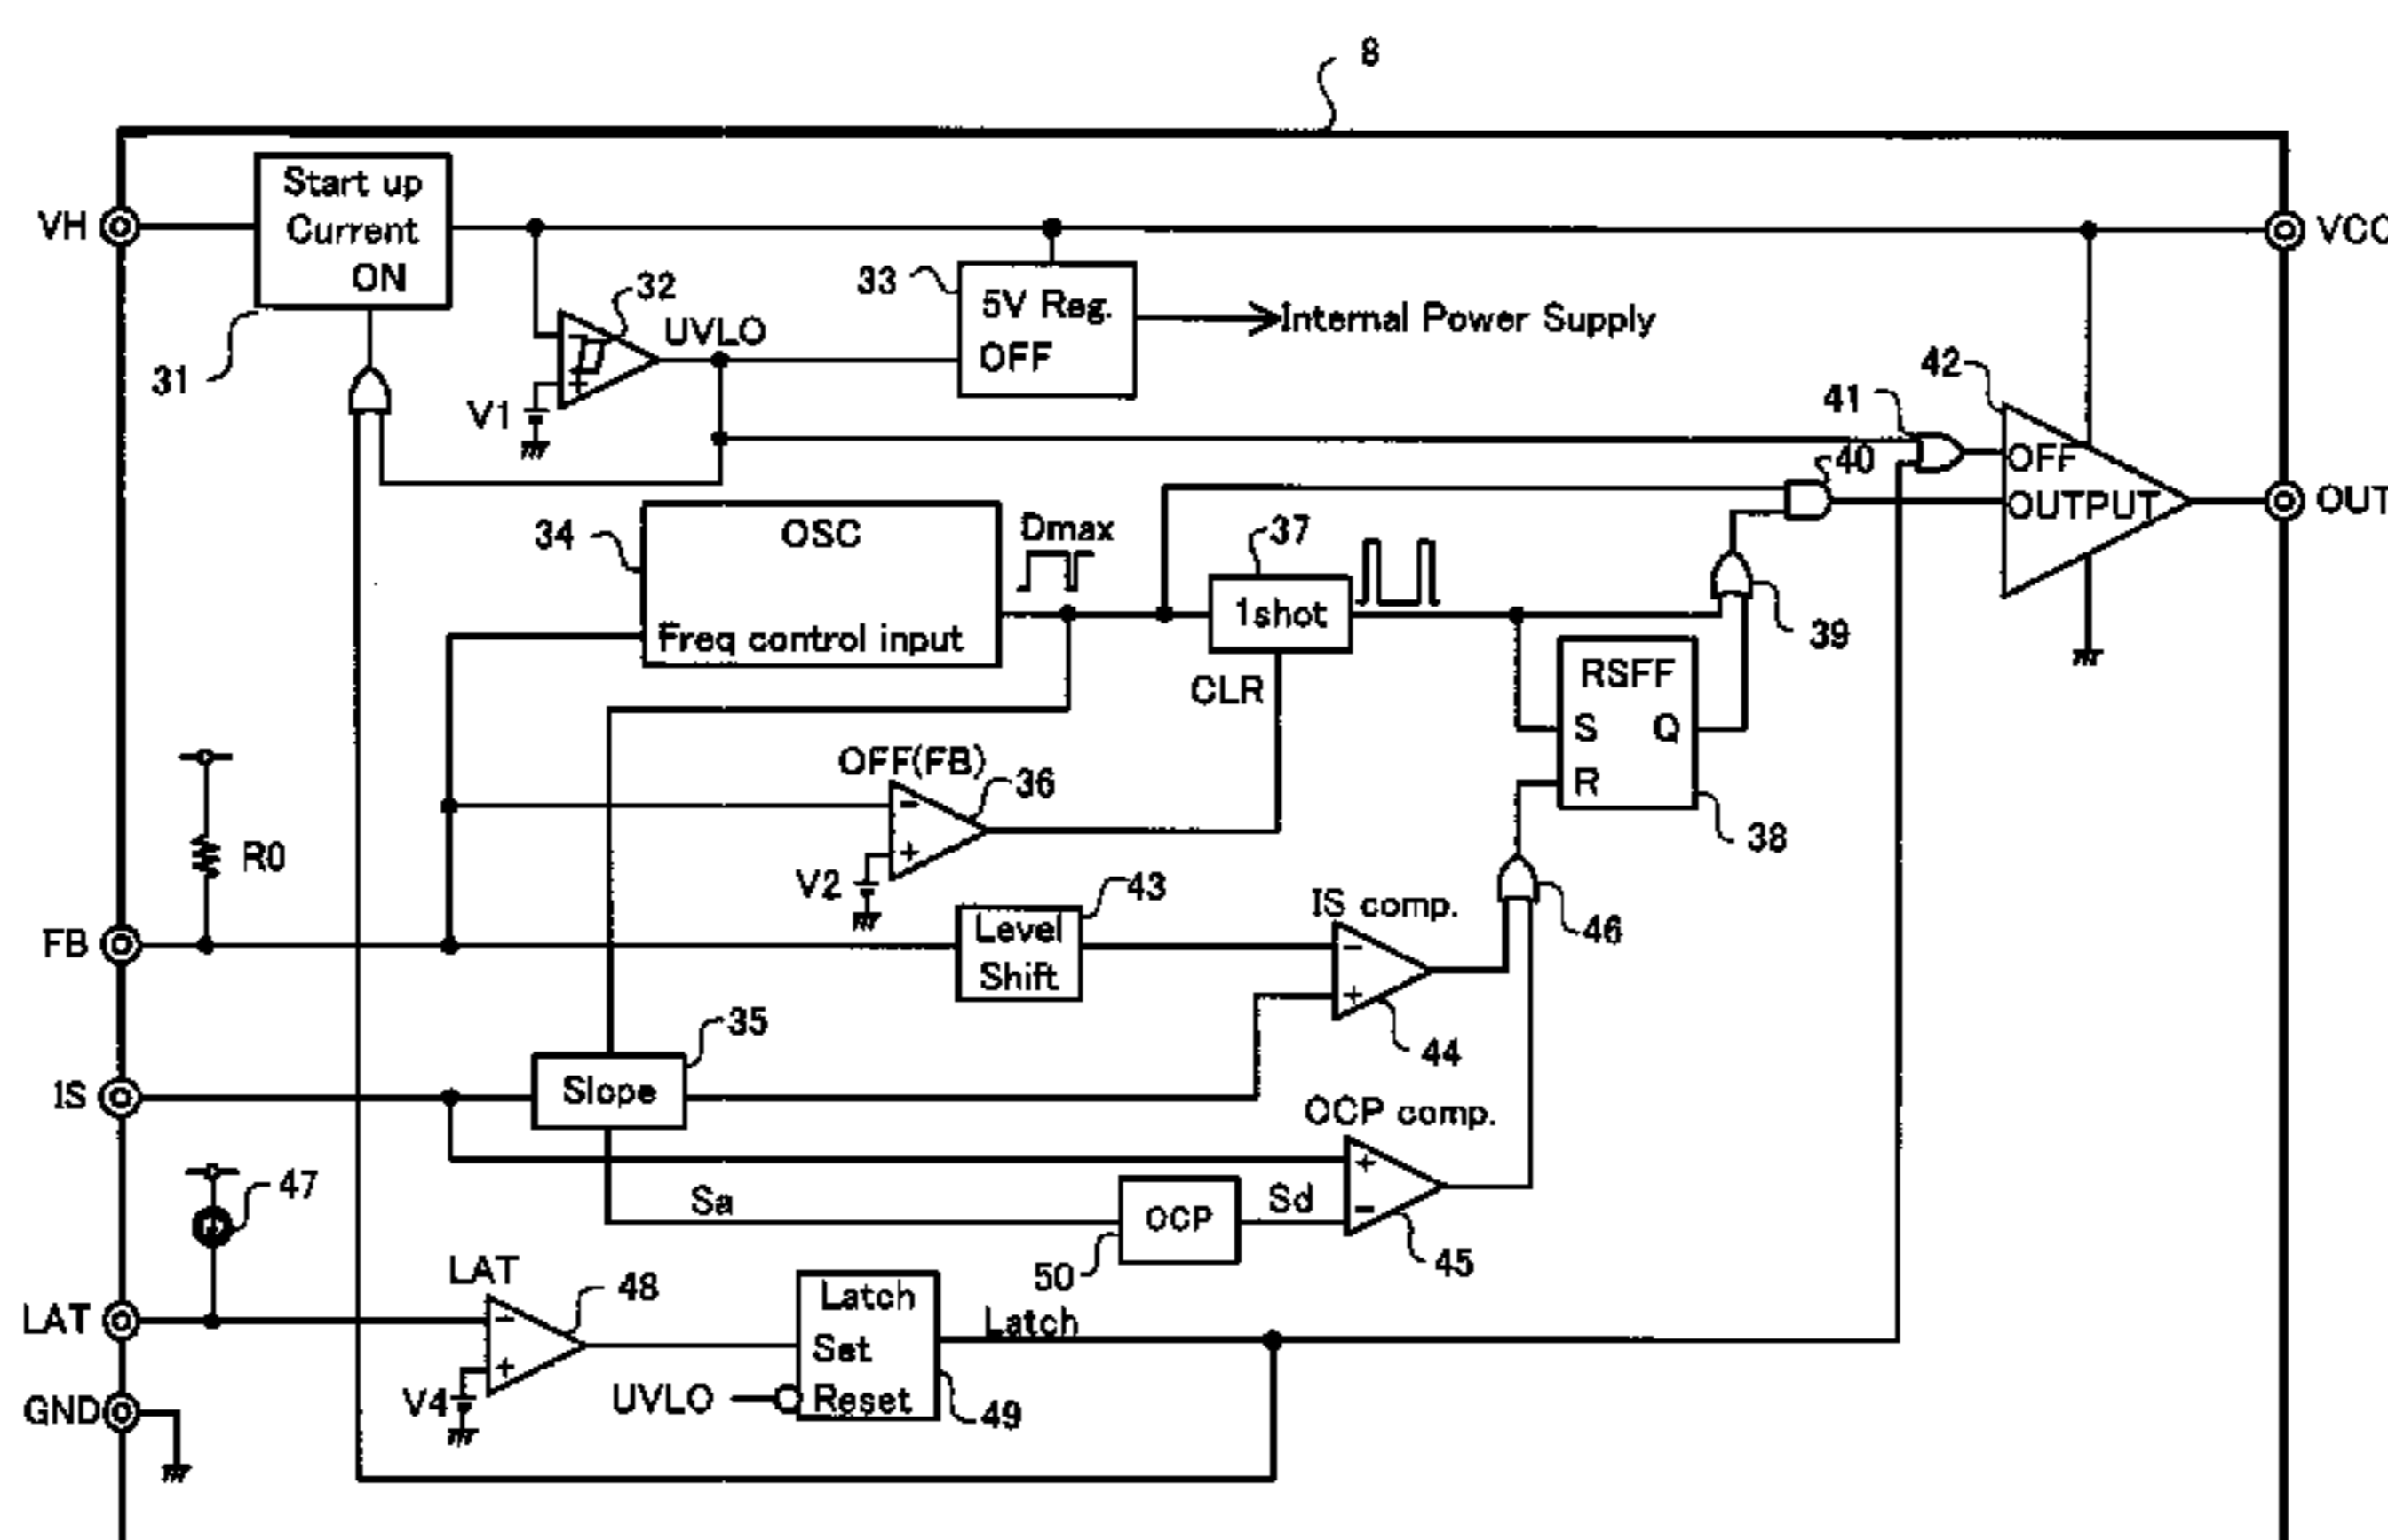 8
Start up
Current
ON
VH
VCC
31
32
UVLO
V1
33
5V Reg.
OFF
Internal Power Supply
42
41
40
OFF
OUTPUT
OUT
34
OSC
Freq control input
Dmax
37
1shot
CLR
39
RSFF
S Q
R
38
R0
OFF(FB)
36
V2
43
Level
Shift
FB
IS comp.
46
44
35
Slope
IS
OCP comp.
Sa
OCP
Sd
50
45
47
LAT
48
LAT
V4
Latch
Set
Reset
Latch
UVLO
49
GND